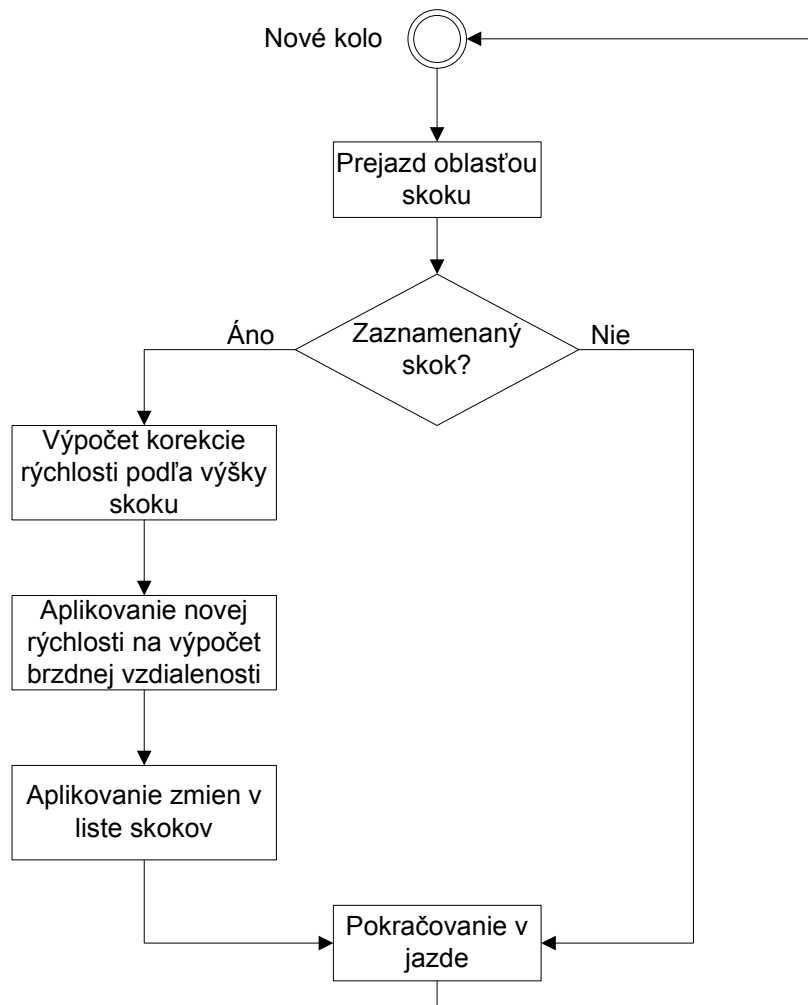 Nové kolo
Prejazd oblasťou
skoku
Zaznamenaný
skok?
Áno
Nie
Výpočet korekcie
rýchlosti podľa výšky
skoku
Aplikovanie novej
rýchlosti na výpočet
brzdnej vzdialenosti
Aplikovanie zmien v
liste skokov
Pokračovanie v
jazde